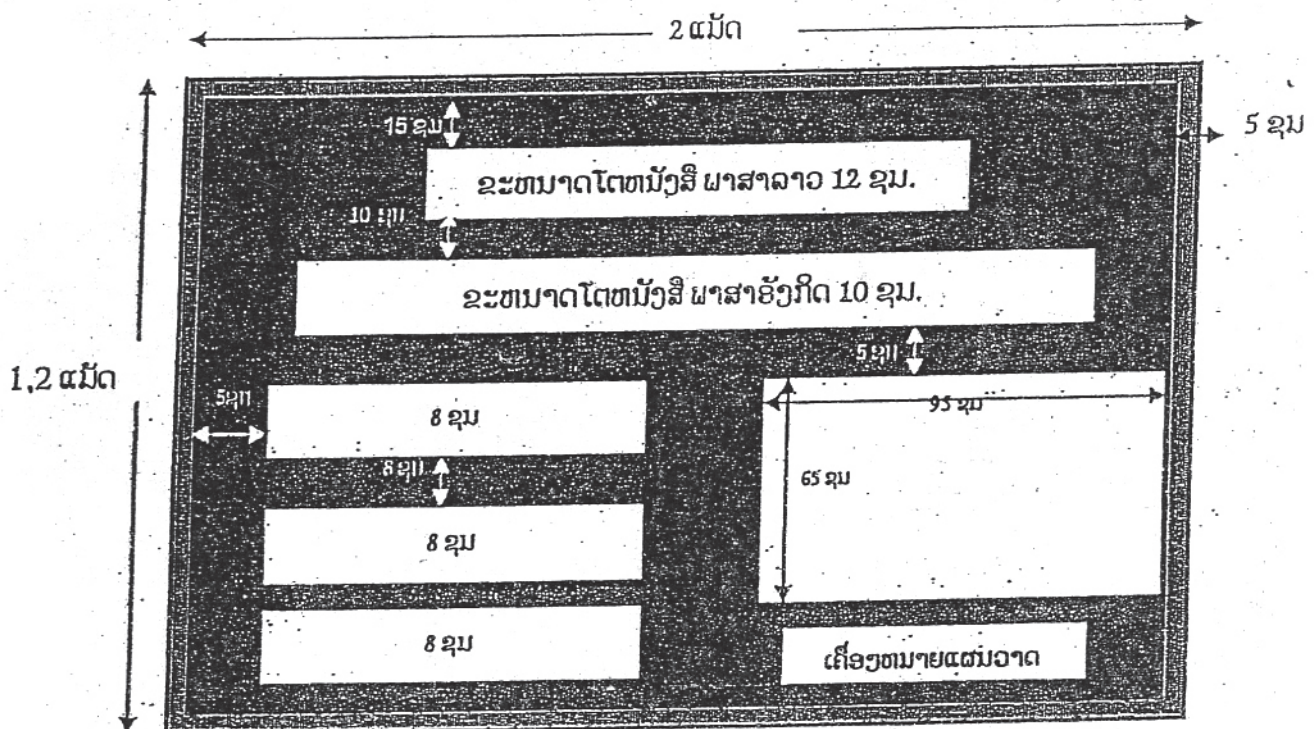 2 ແມັດ
15 ຊມ
5 ຊມ
ຂະຫນາດໂຕຫນັງສື ພາສາລາວ 12 ຊມ.
10 ຊມ
ຂະຫນາດໂຕຫນັງສື ພາສາອັງກິດ 10 ຊມ.
5 ຊມ
1,2 ແມັດ
5ຊມ
8 ຊມ
95 ຊມ
8 ຊມ
65 ຊມ
8 ຊມ
8 ຊມ
ເຄື່ອງຫມາຍແຜນວາດ